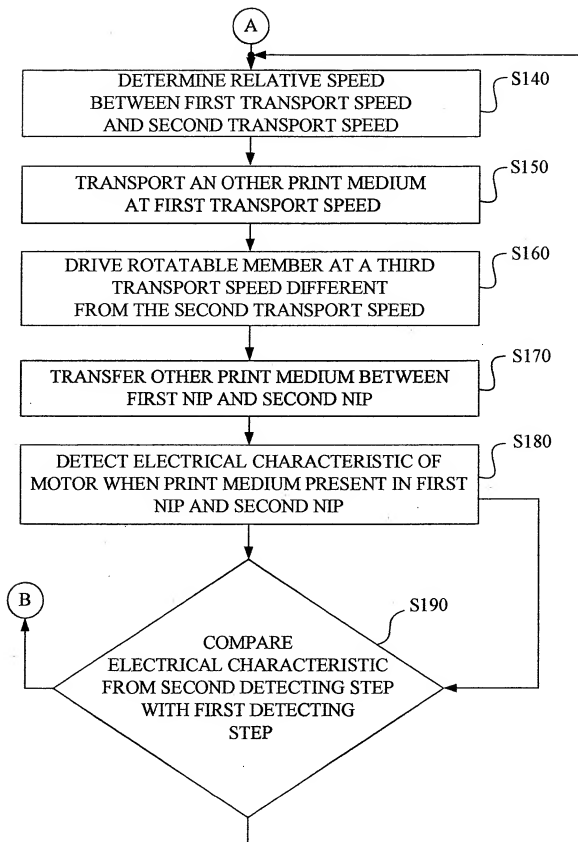 A
DETERMINE RELATIVE SPEED
BETWEEN FIRST TRANSPORT SPEED
AND SECOND TRANSPORT SPEED
S140
TRANSPORT AN OTHER PRINT MEDIUM
AT FIRST TRANSPORT SPEED
S150
DRIVE ROTATABLE MEMBER AT A THIRD
TRANSPORT SPEED DIFFERENT
FROM THE SECOND TRANSPORT SPEED
S160
TRANSFER OTHER PRINT MEDIUM BETWEEN
FIRST NIP AND SECOND NIP
S170
DETECT ELECTRICAL CHARACTERISTIC OF
MOTOR WHEN PRINT MEDIUM PRESENT IN FIRST
NIP AND SECOND NIP
S180
B
COMPARE
ELECTRICAL CHARACTERISTIC
FROM SECOND DETECTING STEP
WITH FIRST DETECTING
STEP
S190